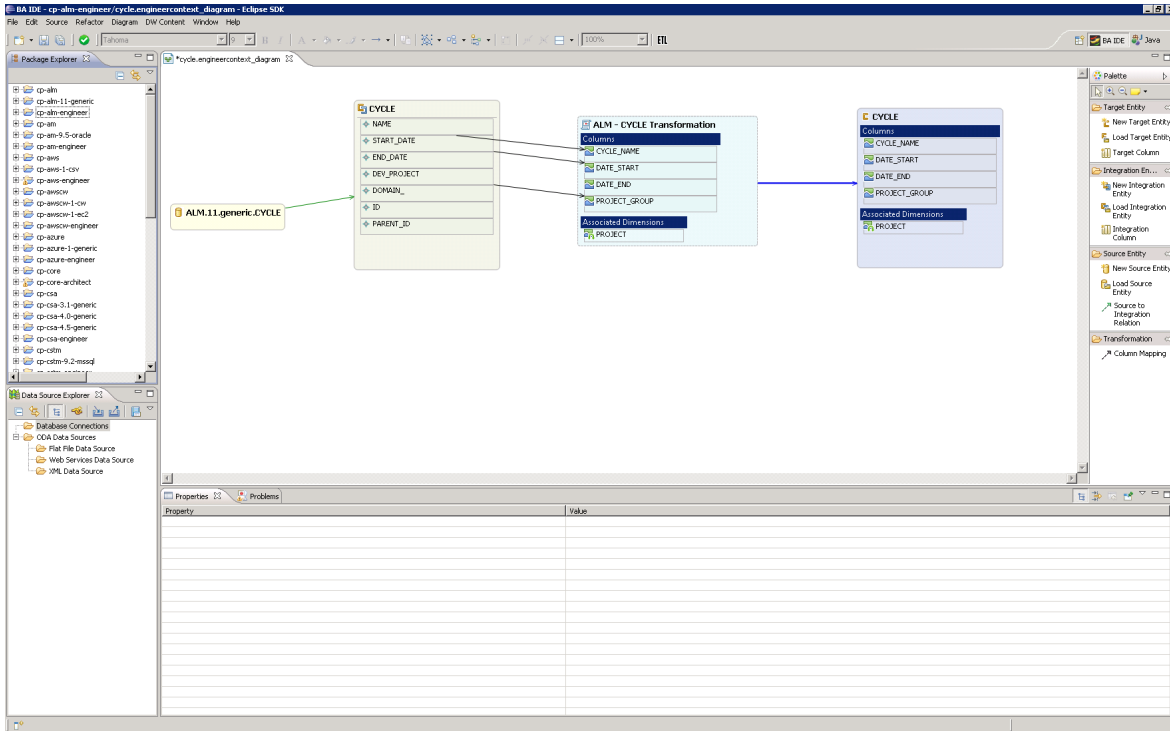 BA IDE - cp-alm-engineer/cycle.engineercontext_diagram - Eclipse SDK
File Edit Source Refactor Diagram DW Content Window Help
Tahoma 9 B I A 100% ETL
BA IDE Java
Package Explorer
cp-alm
cp-alm-11-generic
cp-alm-engineer
cp-am
cp-am-9.5-oracle
cp-am-engineer
cp-aws
cp-aws-1-csv
cp-aws-engineer
cp-awscw
cp-awscw-1-cw
cp-awscw-1-ec2
cp-awscw-engineer
cp-azure
cp-azure-1-generic
cp-azure-engineer
cp-core
cp-core-architect
cp-csa
cp-csa-3.1-generic
cp-csa-4.0-generic
cp-csa-4.5-generic
cp-csa-engineer
cp-cstm
cp-cstm-9.2-mssql
Data Source Explorer
Database Connections
ODA Data Sources
Flat File Data Source
Web Services Data Source
XML Data Source
*cycle.engineercontext_diagram
ALM.11.generic.CYCLE
CYCLE
NAME
START_DATE
END_DATE
DEV_PROJECT
DOMAIN_
ID
PARENT_ID
ALM - CYCLE Transformation
Columns
CYCLE_NAME
DATE_START
DATE_END
PROJECT_GROUP
Associated Dimensions
PROJECT
CYCLE
Columns
CYCLE_NAME
DATE_START
DATE_END
PROJECT_GROUP
Associated Dimensions
PROJECT
Palette
Target Entity
New Target Entity
Load Target Entity
Target Column
Integration En...
New Integration
Entity
Load Integration
Entity
Integration
Column
Source Entity
New Source Entity
Load Source
Entity
Source to
Integration
Relation
Transformation
Column Mapping
Properties Problems
Property Value